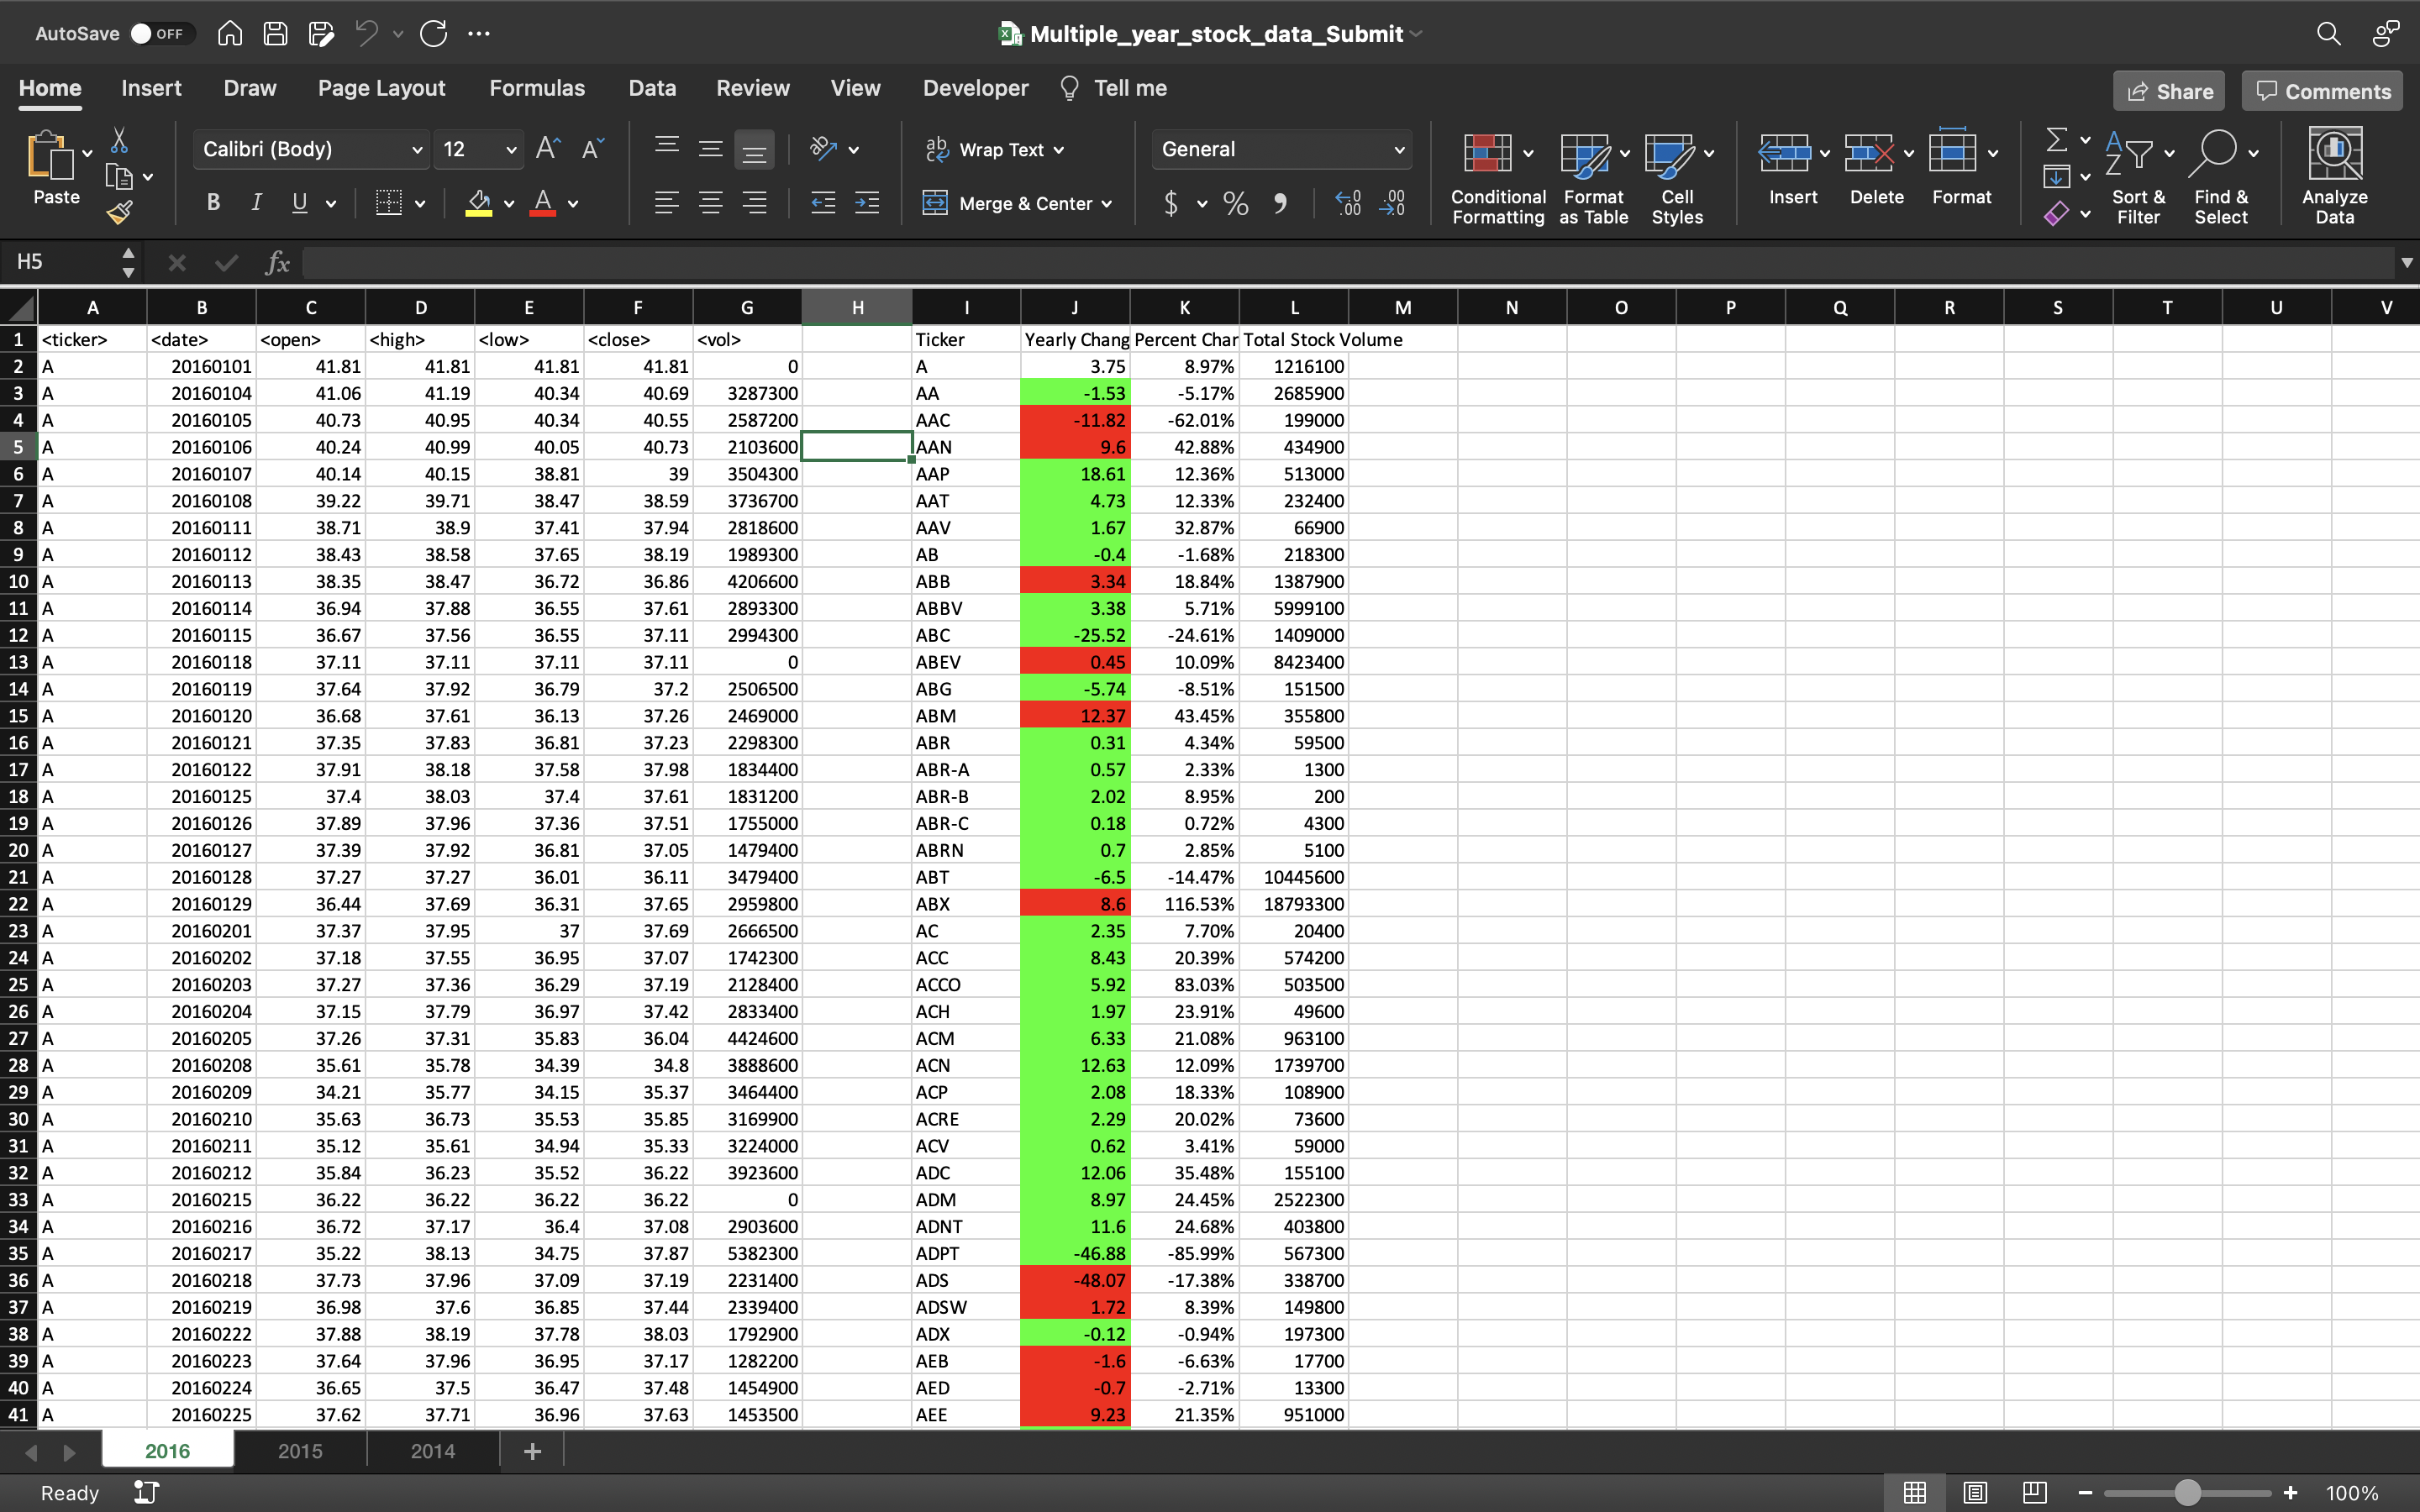 AutoSave OFF Multiple_year_stock_data_Submit
Home Insert Draw Page Layout Formulas Data Review View Developer Tell me Share Comments
Paste Calibri (Body) 12 Wrap Text General
B I U Merge & Center $ % Conditional Formatting Format as Table Cell Styles Insert Delete Format Sort & Filter Find & Select Analyze Data
H5 fx
A B C D E F G H I J K L M N O P Q R S T U V
1 <ticker> <date> <open> <high> <low> <close> <vol> Ticker Yearly Chang Percent Char Total Stock Volume
2 A 20160101 41.81 41.81 41.81 41.81 0 A 3.75 8.97% 1216100
3 A 20160104 41.06 41.19 40.34 40.69 3287300 AA -1.53 -5.17% 2685900
4 A 20160105 40.73 40.95 40.34 40.55 2587200 AAC -11.82 -62.01% 199000
5 A 20160106 40.24 40.99 40.05 40.73 2103600 AAN 9.6 42.88% 434900
6 A 20160107 40.14 40.15 38.81 39 3504300 AAP 18.61 12.36% 513000
7 A 20160108 39.22 39.71 38.47 38.59 3736700 AAT 4.73 12.33% 232400
8 A 20160111 38.71 38.9 37.41 37.94 2818600 AAV 1.67 32.87% 66900
9 A 20160112 38.43 38.58 37.65 38.19 1989300 AB -0.4 -1.68% 218300
10 A 20160113 38.35 38.47 36.72 36.86 4206600 ABB 3.34 18.84% 1387900
11 A 20160114 36.94 37.88 36.55 37.61 2893300 ABBV 3.38 5.71% 5999100
12 A 20160115 36.67 37.56 36.55 37.11 2994300 ABC -25.52 -24.61% 1409000
13 A 20160118 37.11 37.11 37.11 37.11 0 ABEV 0.45 10.09% 8423400
14 A 20160119 37.64 37.92 36.79 37.2 2506500 ABG -5.74 -8.51% 151500
15 A 20160120 36.68 37.61 36.13 37.26 2469000 ABM 12.37 43.45% 355800
16 A 20160121 37.35 37.83 36.81 37.23 2298300 ABR 0.31 4.34% 59500
17 A 20160122 37.91 38.18 37.58 37.98 1834400 ABR-A 0.57 2.33% 1300
18 A 20160125 37.4 38.03 37.4 37.61 1831200 ABR-B 2.02 8.95% 200
19 A 20160126 37.89 37.96 37.36 37.51 1755000 ABR-C 0.18 0.72% 4300
20 A 20160127 37.39 37.92 36.81 37.05 1479400 ABRN 0.7 2.85% 5100
21 A 20160128 37.27 37.27 36.01 36.11 3479400 ABT -6.5 -14.47% 10445600
22 A 20160129 36.44 37.69 36.31 37.65 2959800 ABX 8.6 116.53% 18793300
23 A 20160201 37.37 37.95 37 37.69 2666500 AC 2.35 7.70% 20400
24 A 20160202 37.18 37.55 36.95 37.07 1742300 ACC 8.43 20.39% 574200
25 A 20160203 37.27 37.36 36.29 37.19 2128400 ACCO 5.92 83.03% 503500
26 A 20160204 37.15 37.79 36.97 37.42 2833400 ACH 1.97 23.91% 49600
27 A 20160205 37.26 37.31 35.83 36.04 4424600 ACM 6.33 21.08% 963100
28 A 20160208 35.61 35.78 34.39 34.8 3888600 ACN 12.63 12.09% 1739700
29 A 20160209 34.21 35.77 34.15 35.37 3464400 ACP 2.08 18.33% 108900
30 A 20160210 35.63 36.73 35.53 35.85 3169900 ACRE 2.29 20.02% 73600
31 A 20160211 35.12 35.61 34.94 35.33 3224000 ACV 0.62 3.41% 59000
32 A 20160212 35.84 36.23 35.52 36.22 3923600 ADC 12.06 35.48% 155100
33 A 20160215 36.22 36.22 36.22 36.22 0 ADM 8.97 24.45% 2522300
34 A 20160216 36.72 37.17 36.4 37.08 2903600 ADNT 11.6 24.68% 403800
35 A 20160217 35.22 38.13 34.75 37.87 5382300 ADPT -46.88 -85.99% 567300
36 A 20160218 37.73 37.96 37.09 37.19 2231400 ADS -48.07 -17.38% 338700
37 A 20160219 36.98 37.6 36.85 37.44 2339400 ADSW 1.72 8.39% 149800
38 A 20160222 37.88 38.19 37.78 38.03 1792900 ADX -0.12 -0.94% 197300
39 A 20160223 37.64 37.96 36.95 37.17 1282200 AEB -1.6 -6.63% 17700
40 A 20160224 36.65 37.5 36.47 37.48 1454900 AED -0.7 -2.71% 13300
41 A 20160225 37.62 37.71 36.96 37.63 1453500 AEE 9.23 21.35% 951000
2016 2015 2014 +
Ready 100%